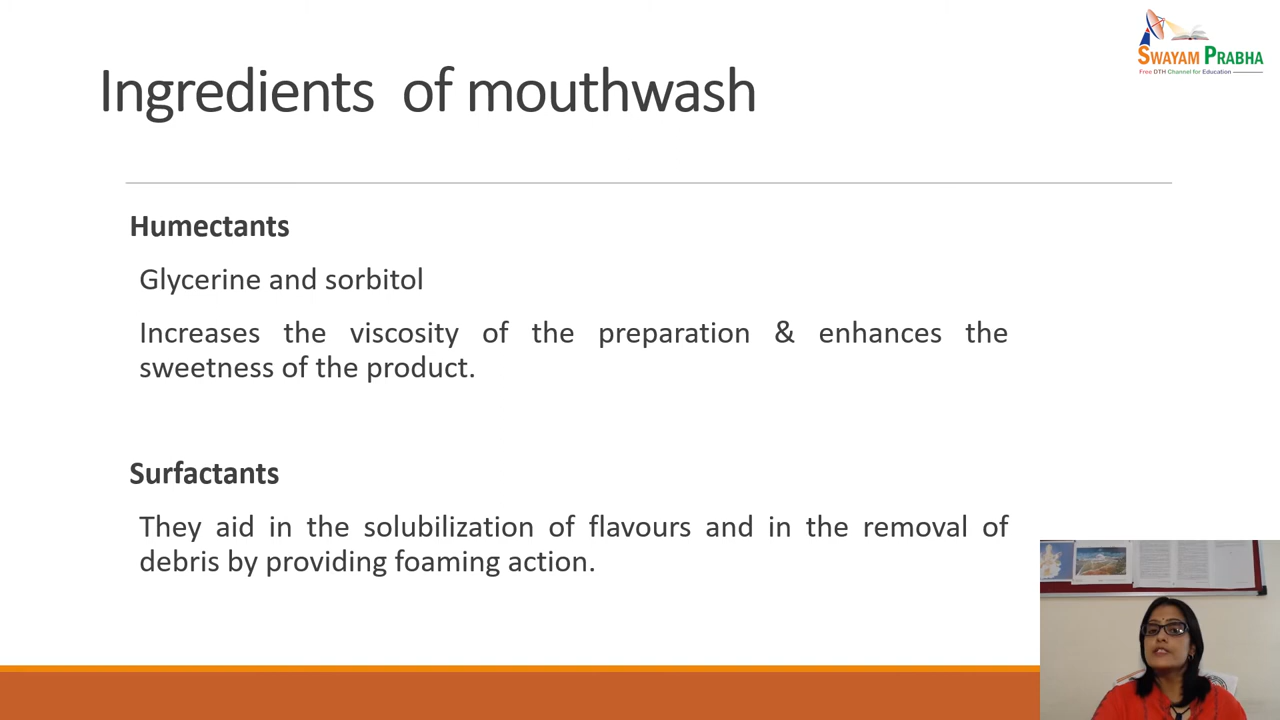 SWAYAM PRABHA
Free DTH Channel for Education
Ingredients of mouthwash
Humectants
Glycerine and sorbitol
Increases the viscosity of the preparation & enhances the
sweetness of the product.
Surfactants
They aid in the solubilization of flavours and in the removal of
debris by providing foaming action.